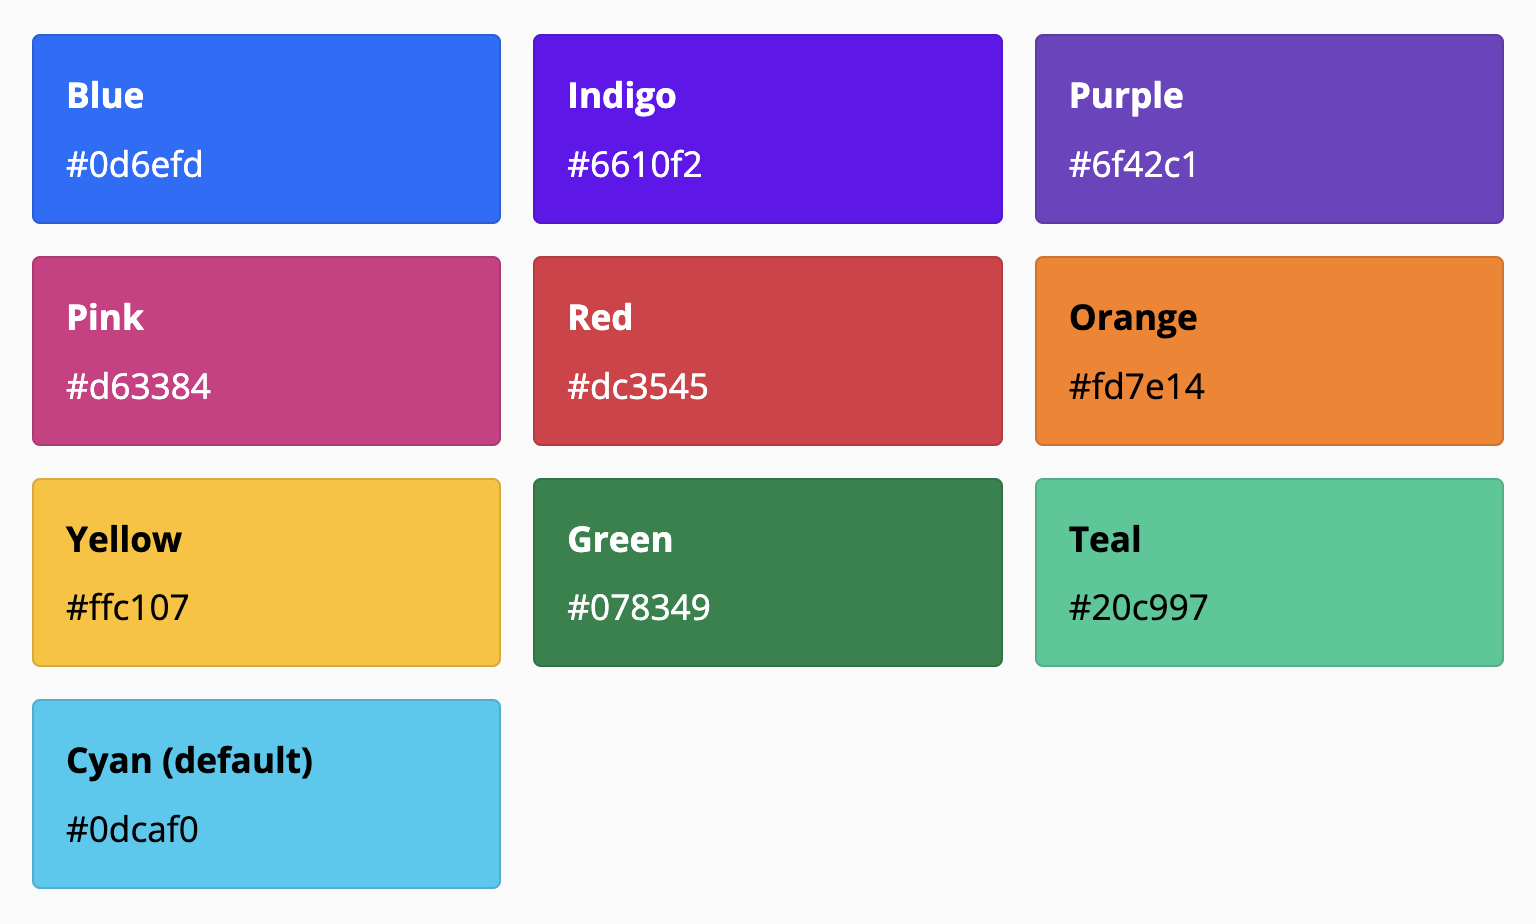 Blue
#0d6efd
Indigo
#6610f2
Purple
#6f42c1
Pink
#d63384
Red
#dc3545
Orange
#fd7e14
Yellow
#ffc107
Green
#078349
Teal
#20c997
Cyan (default)
#0dcaf0